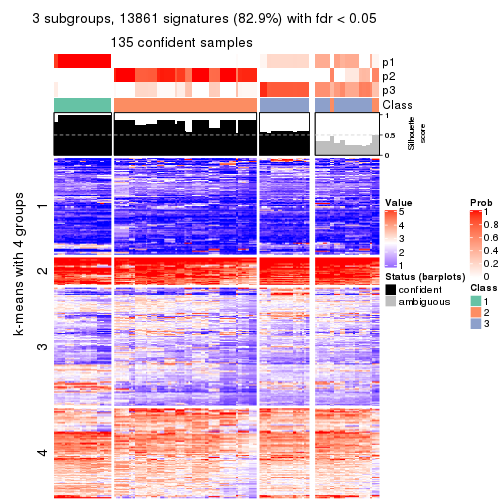 3 subgroups, 13861 signatures (82.9%) with fdr < 0.05
135 confident samples
p1
p2
p3
Class
1
0.5
0
Silhouette
score
k-means with 4 groups
1
2
3
4
Value
5
4
3
2
1
Status (barplots)
confident
ambiguous
Prob
1
0.8
0.6
0.4
0.2
0
Class
1
2
3